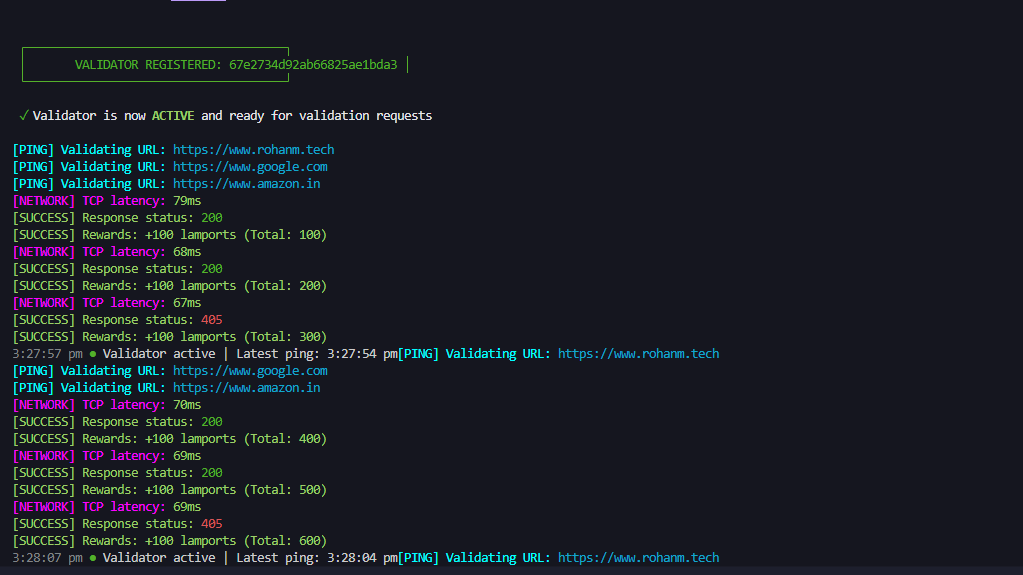 VALIDATOR REGISTERED: 67e2734d92ab66825ae1bda3
✓ Validator is now ACTIVE and ready for validation requests
[PING] Validating URL: https://www.rohanm.tech
[PING] Validating URL: https://www.google.com
[PING] Validating URL: https://www.amazon.in
[NETWORK] TCP latency: 79ms
[SUCCESS] Response status: 200
[SUCCESS] Rewards: +100 lamports (Total: 100)
[NETWORK] TCP latency: 68ms
[SUCCESS] Response status: 200
[SUCCESS] Rewards: +100 lamports (Total: 200)
[NETWORK] TCP latency: 67ms
[SUCCESS] Response status: 405
[SUCCESS] Rewards: +100 lamports (Total: 300)
3:27:57 pm ● Validator active | Latest ping: 3:27:54 pm[PING] Validating URL: https://www.rohanm.tech
[PING] Validating URL: https://www.google.com
[PING] Validating URL: https://www.amazon.in
[NETWORK] TCP latency: 70ms
[SUCCESS] Response status: 200
[SUCCESS] Rewards: +100 lamports (Total: 400)
[NETWORK] TCP latency: 69ms
[SUCCESS] Response status: 200
[SUCCESS] Rewards: +100 lamports (Total: 500)
[NETWORK] TCP latency: 69ms
[SUCCESS] Response status: 405
[SUCCESS] Rewards: +100 lamports (Total: 600)
3:28:07 pm ● Validator active | Latest ping: 3:28:04 pm[PING] Validating URL: https://www.rohanm.tech